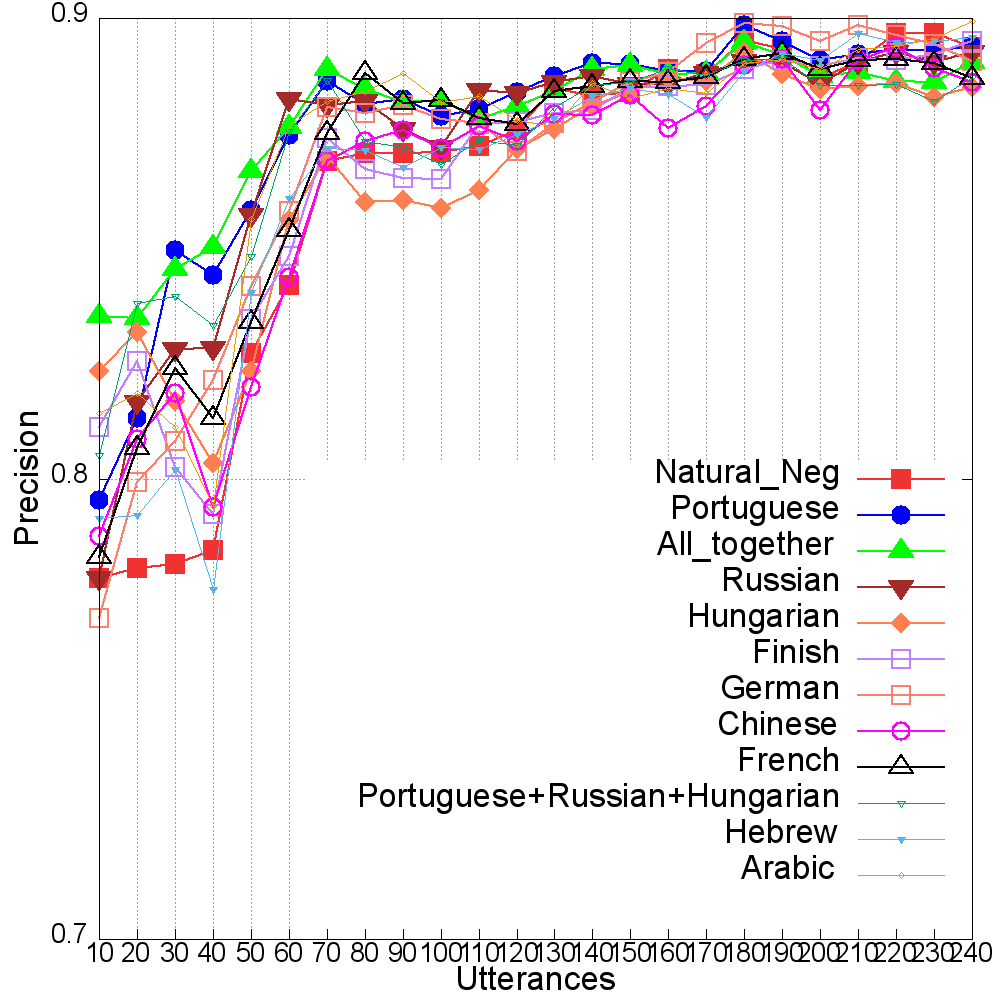 0.9
0.8
0.7
Precision
Natural_Neg
Portuguese
All_together
Russian
Hungarian
Finish
German
Chinese
French
Portuguese+Russian+Hungarian
Hebrew
Arabic
10 20 30 40 50 60 70 80 90 100 110 120 130 140 150 160 170 180 190 200 210 220 230 240
Utterances